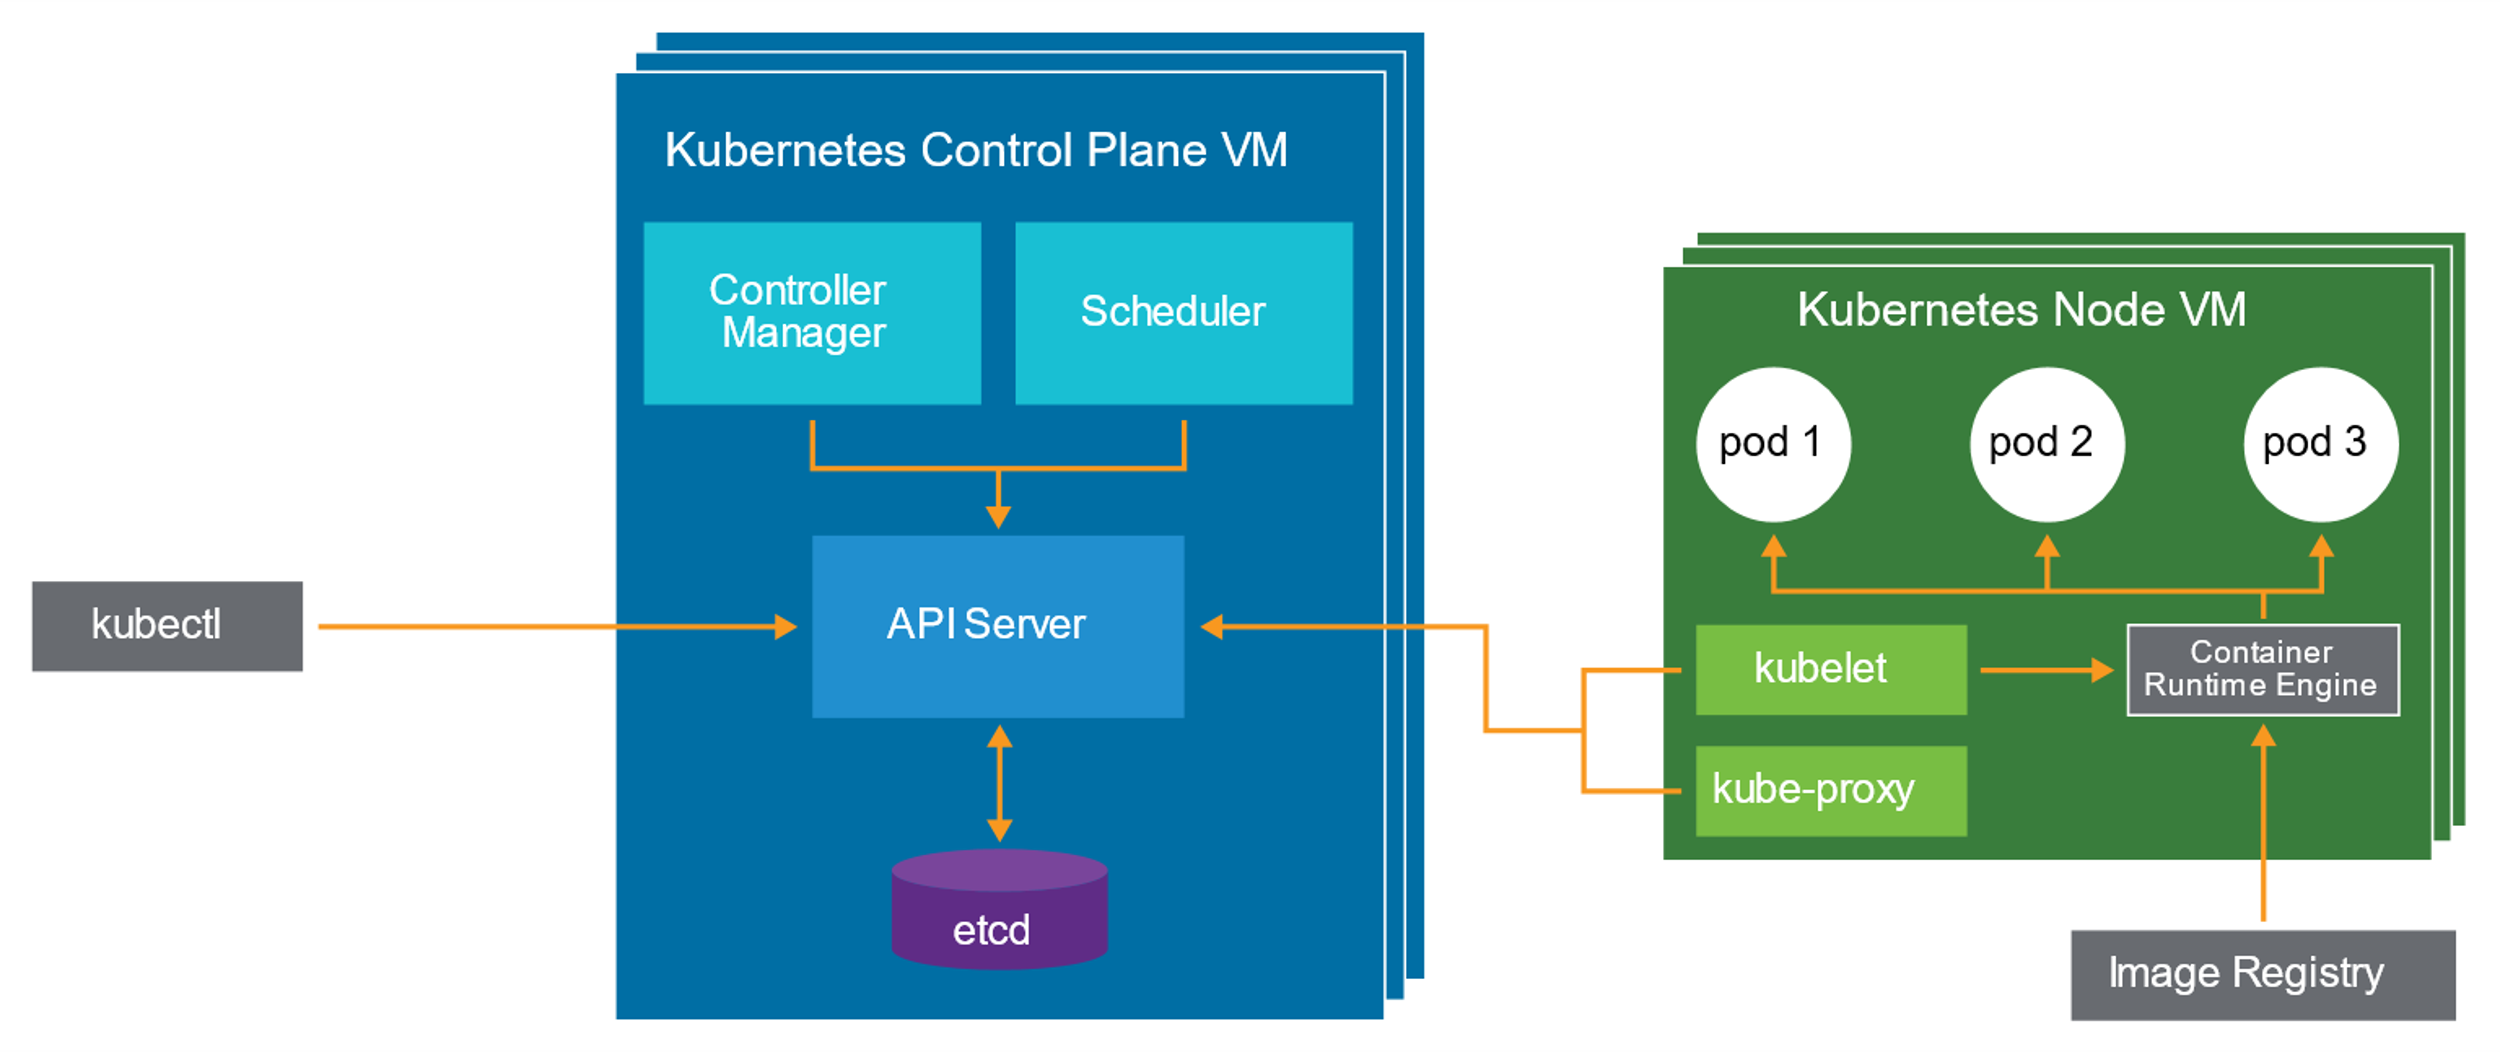 Kubernetes Control Plane VM
Controller
Manager
Scheduler
API Server
etcd
kubectl
Kubernetes Node VM
pod 1
pod 2
pod 3
kubelet
Container
Runtime Engine
kube-proxy
Image Registry